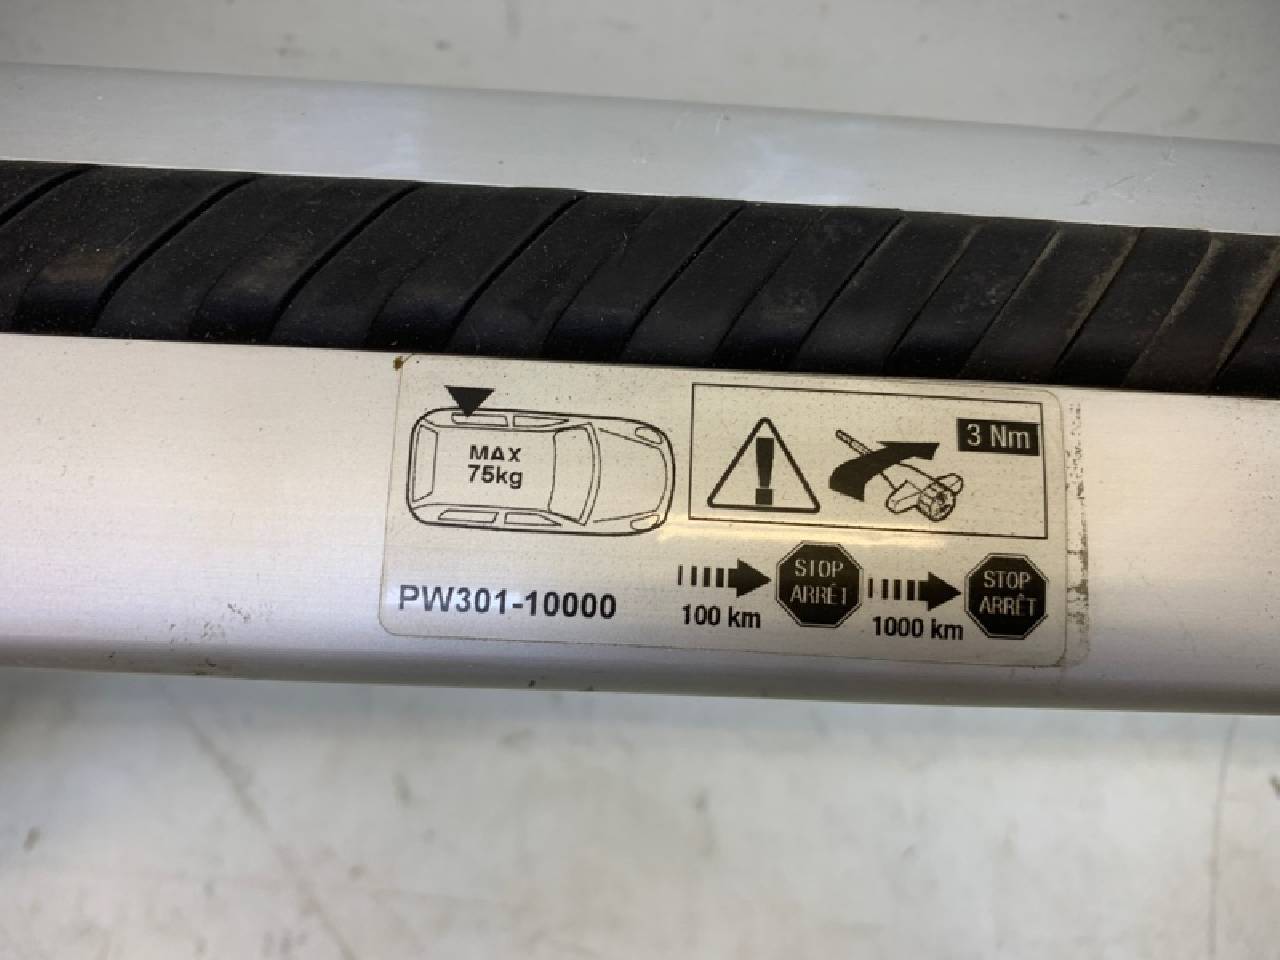 MAX
75kg
3 Nm
PW301-10000
100 km
STOP
ARRÊT
1000 km
STOP
ARRÊT